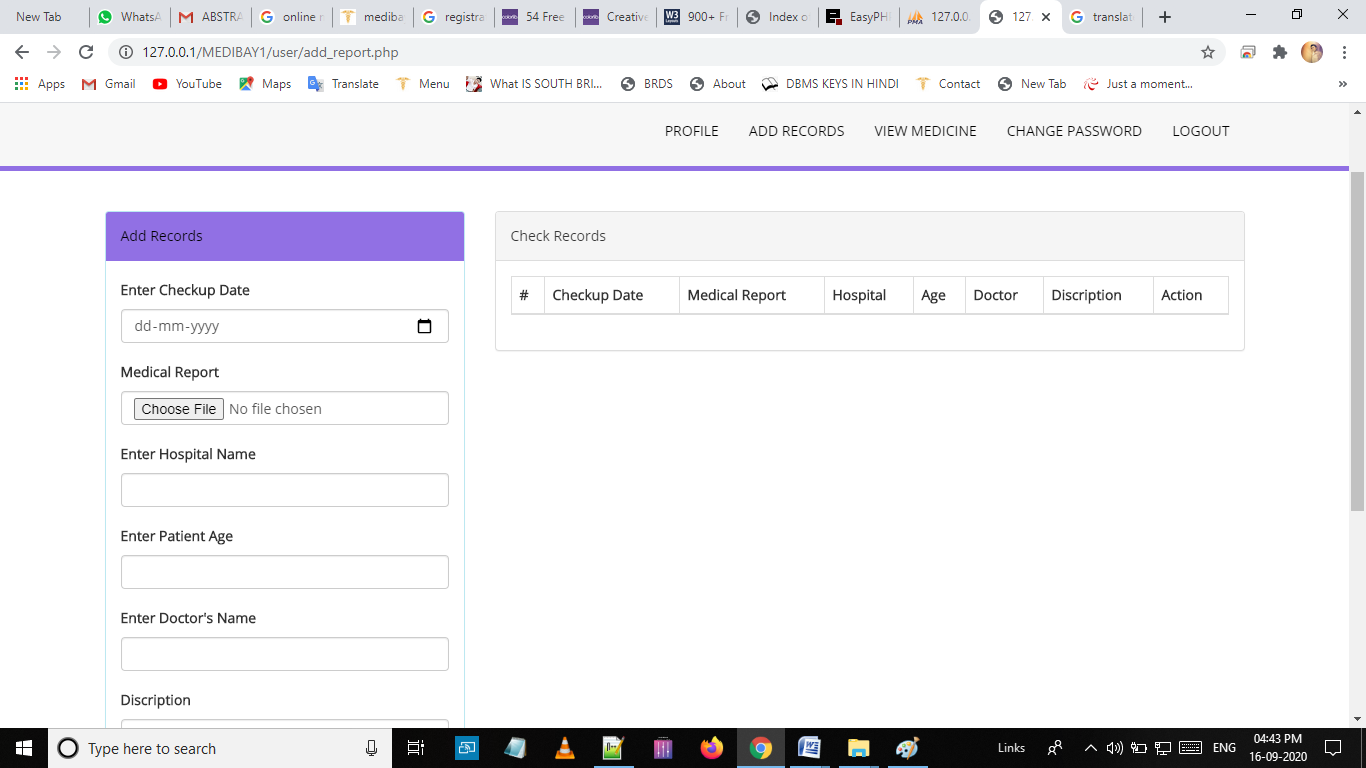 New Tab WhatsA ABSTRA online r mediba registra 54 Free Creative 900+ Fr Index o EasyPHI 127.0.0. 127. translat
127.0.0.1/MEDIBAY1/user/add_report.php
Apps Gmail YouTube Maps Translate Menu What IS SOUTH BRI... BRDS About DBMS KEYS IN HINDI Contact New Tab Just a moment... »
PROFILE ADD RECORDS VIEW MEDICINE CHANGE PASSWORD LOGOUT
Add Records
Enter Checkup Date
dd-mm-yyyy
Medical Report
Choose File No file chosen
Enter Hospital Name
Enter Patient Age
Enter Doctor's Name
Discription
Check Records
# Checkup Date Medical Report Hospital Age Doctor Discription Action
Type here to search
Links
ENG
04:43 PM
16-09-2020